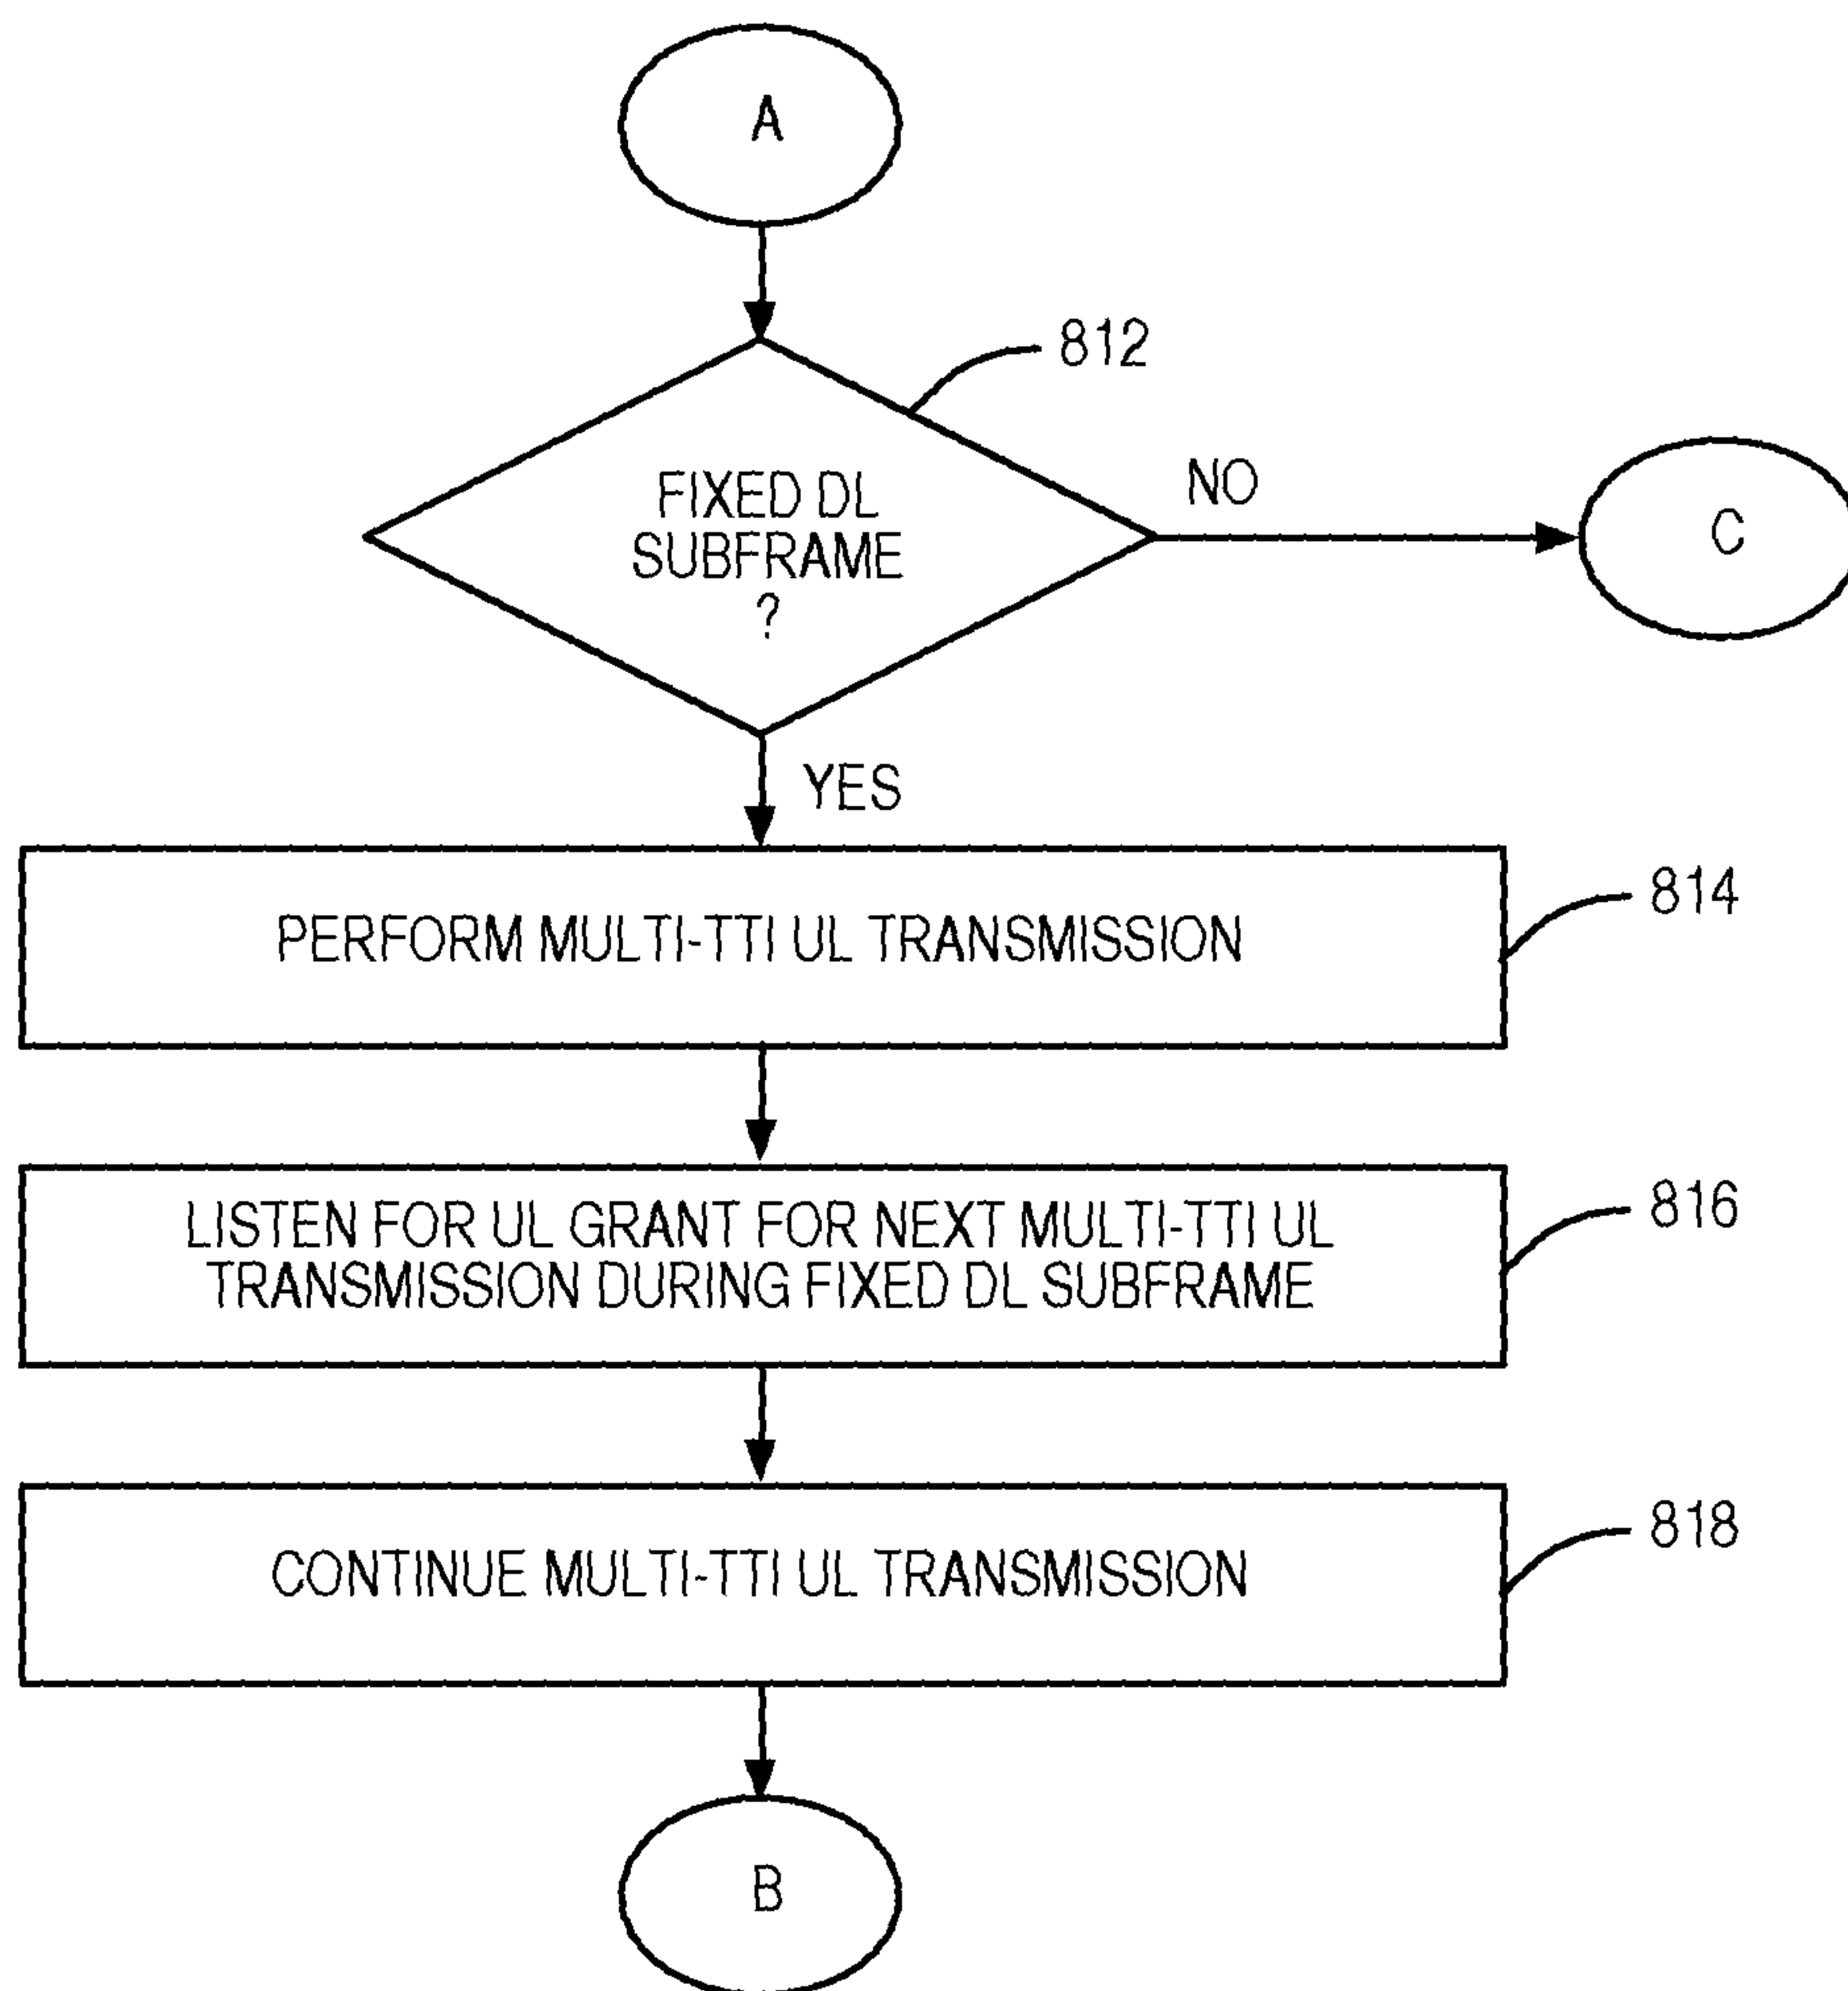 A
812
FIXED DL
SUBFRAME
?
NO
C
YES
PERFORM MULTI-TTI UL TRANSMISSION
814
LISTEN FOR UL GRANT FOR NEXT MULTI-TTI UL
TRANSMISSION DURING FIXED DL SUBFRAME
816
CONTINUE MULTI-TTI UL TRANSMISSION
818
B